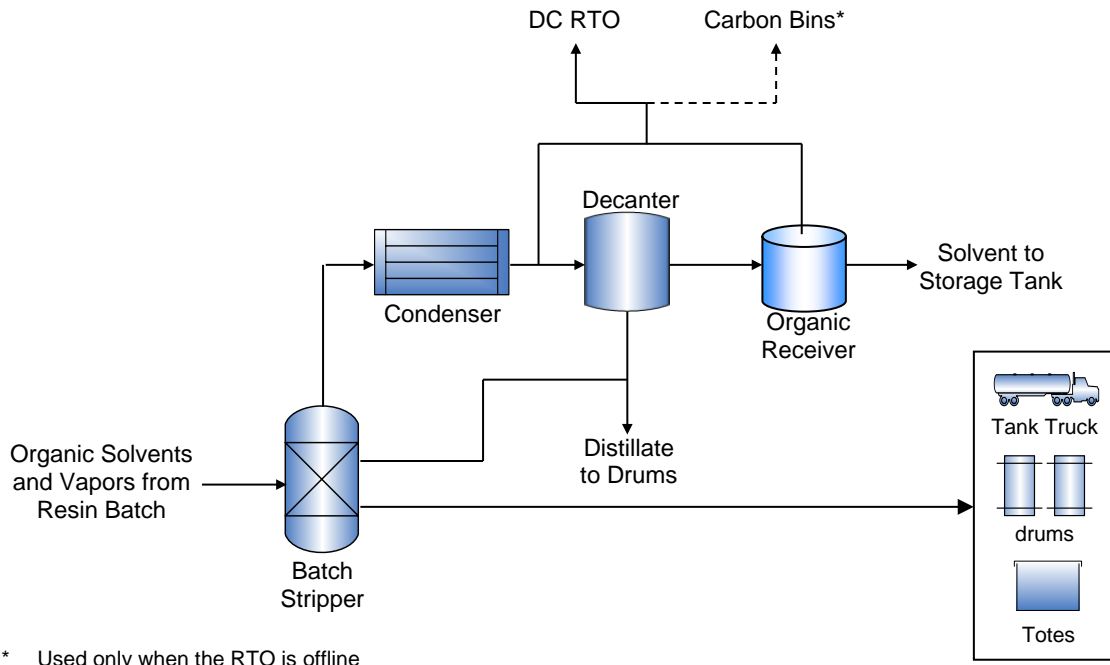 DC RTO
Carbon Bins*
Decanter
Condenser
Solvent to
Storage Tank
Organic
Receiver
Tank Truck
Organic Solvents
and Vapors from
Resin Batch
Distillate
to Drums
drums
Batch
Stripper
Totes
* Used only when the RTO is offline